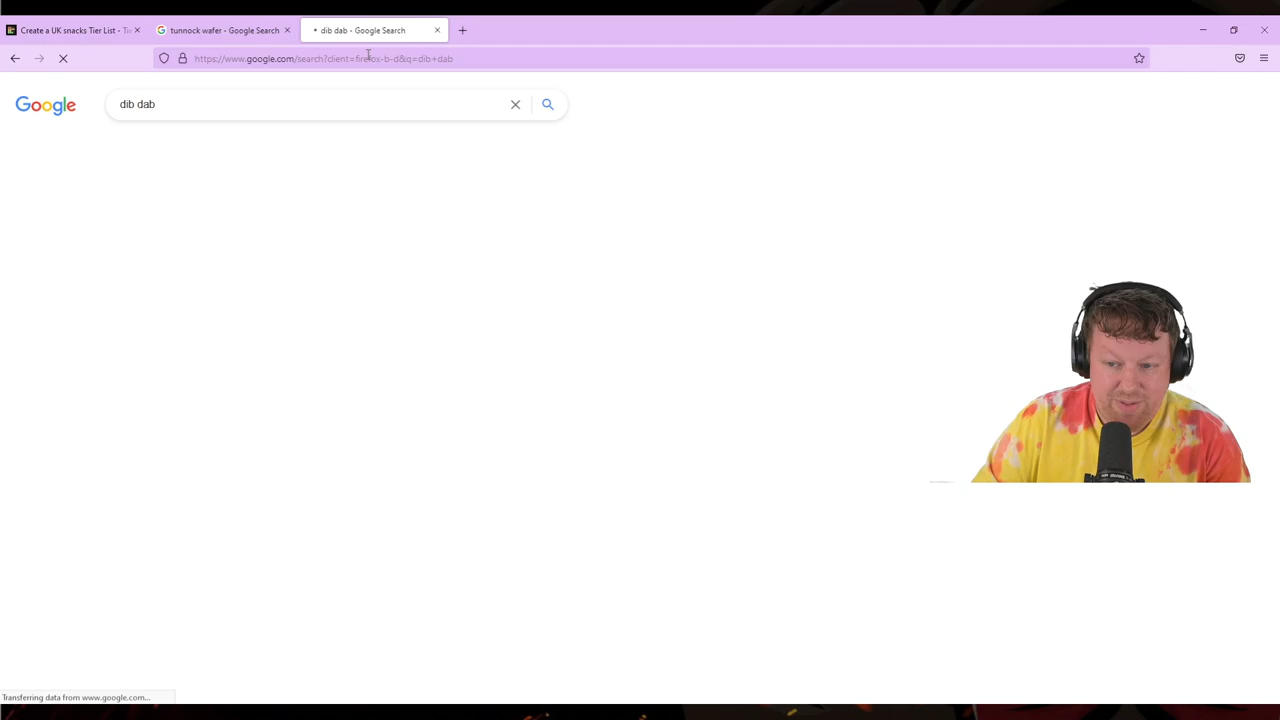 Create a UK snacks Tier List - Ti
tunnock wafer - Google Search
dib dab - Google Search
https://www.google.com/search?client=firefox-b-d&q=dib+dab
Google
dib dab
Transferring data from www.google.com...